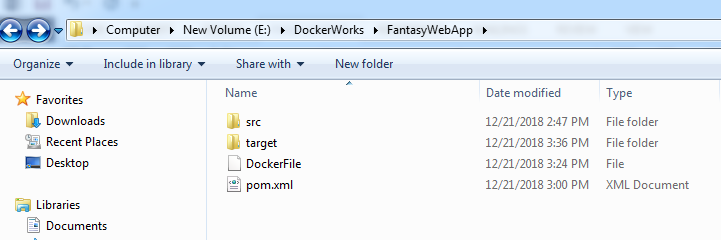 Computer New Volume (E:) DockerWorks FantasyWebApp
Organize Include in library Share with New folder
Favorites
Downloads
Recent Places
Desktop
Libraries
Documents
Name Date modified Type
src 12/21/2018 2:47 PM File folder
target 12/21/2018 3:36 PM File folder
DockerFile 12/21/2018 3:24 PM File
pom.xml 12/21/2018 3:00 PM XML Document